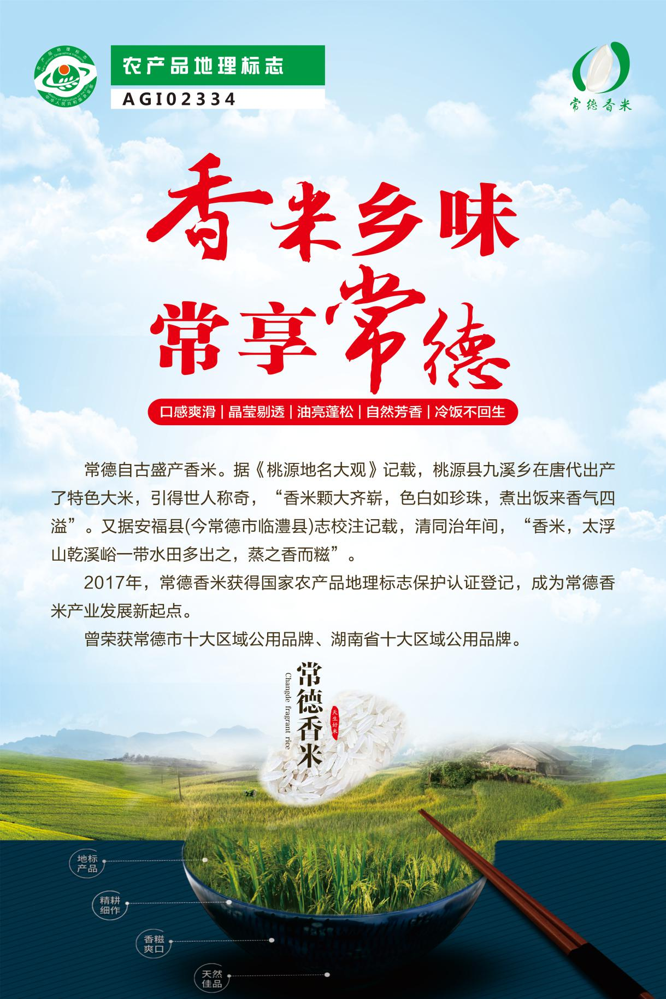 农产品地理标志
Agro-product Geographical Indications
中华人民共和国农业部
Ministry of Agriculture of the PRC
农产品地理标志
AGI02334
常德香米
香米乡味
常享常德
口感爽滑|晶莹剔透|油亮蓬松|自然芳香|冷饭不回生
常德自古盛产香米。据《桃源地名大观》记载，桃源县九溪乡在唐代出产
了特色大米，引得世人称奇，“香米颗大齐崭，色白如珍珠，煮出饭来香气四
溢”。又据安福县(今常德市临澧县)志校注记载，清同治年间，“香米，太浮
山乾溪峪一带水田多出之，蒸之香而糍”。
2017年，常德香米获得国家农产品地理标志保护认证登记，成为常德香
米产业发展新起点。
曾荣获常德市十大区域公用品牌、湖南省十大区域公用品牌。
常德香米
Changde fragrant rice
天生好米
地标
产品
精耕
细作
香糍
爽口
天然
佳品